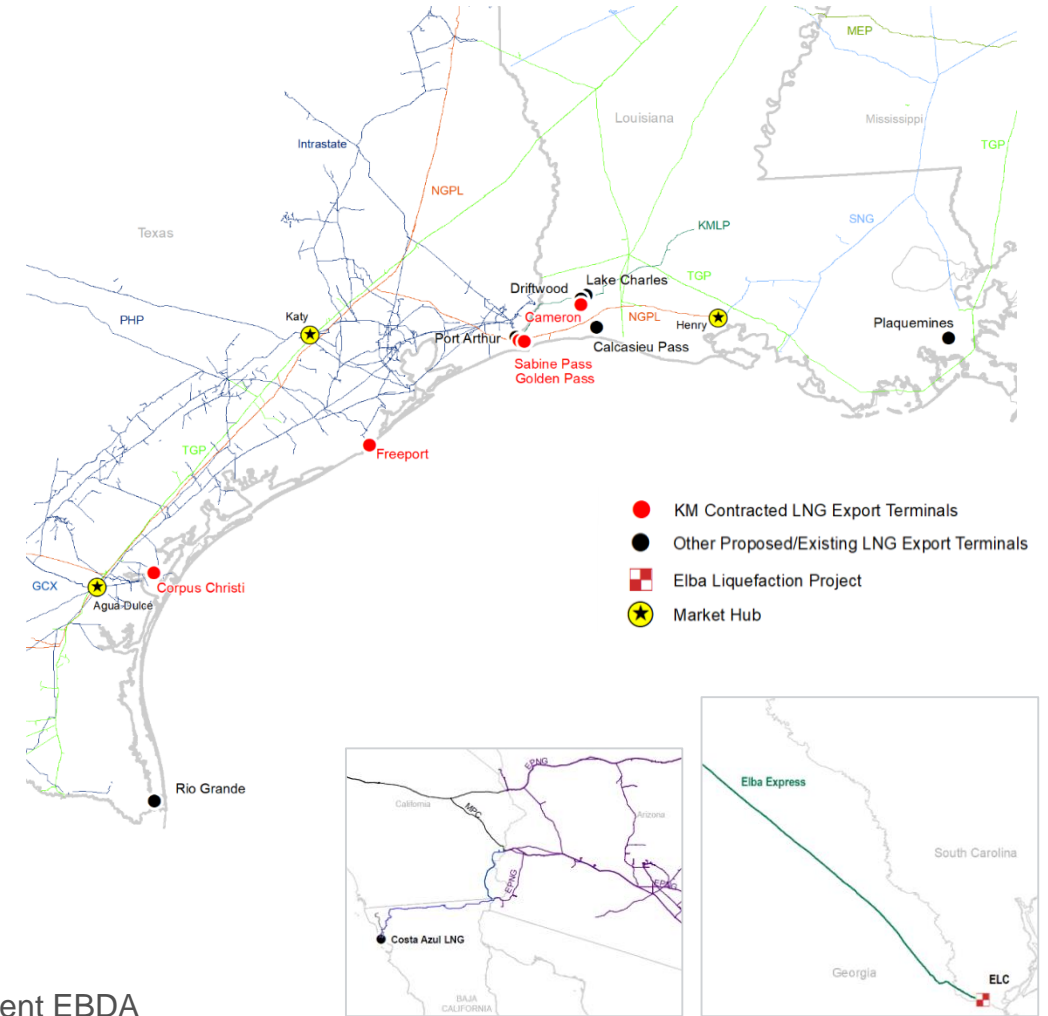 MEP
Louisiana
Mississippi
Intrastate
TGP
NGPL
KMLP
SNG
Texas
TGP
Lake Charles
Driftwood
Cameron
NGPL
Henry
PHP
Katy
Plaquemines
Port Arthur
Calcasieu Pass
Sabine Pass
Golden Pass
TGP
Freeport
KM Contracted LNG Export Terminals
Other Proposed/Existing LNG Export Terminals
Elba Liquefaction Project
Market Hub
GCX
Corpus Christi
Agua Dulce
Rio Grande
EPNG
California
MPC
Arizona
EPNG
EPNG
Costa Azul LNG
BAJA
CALIFORNIA
Elba Express
South Carolina
Georgia
ELC
ent EBDA